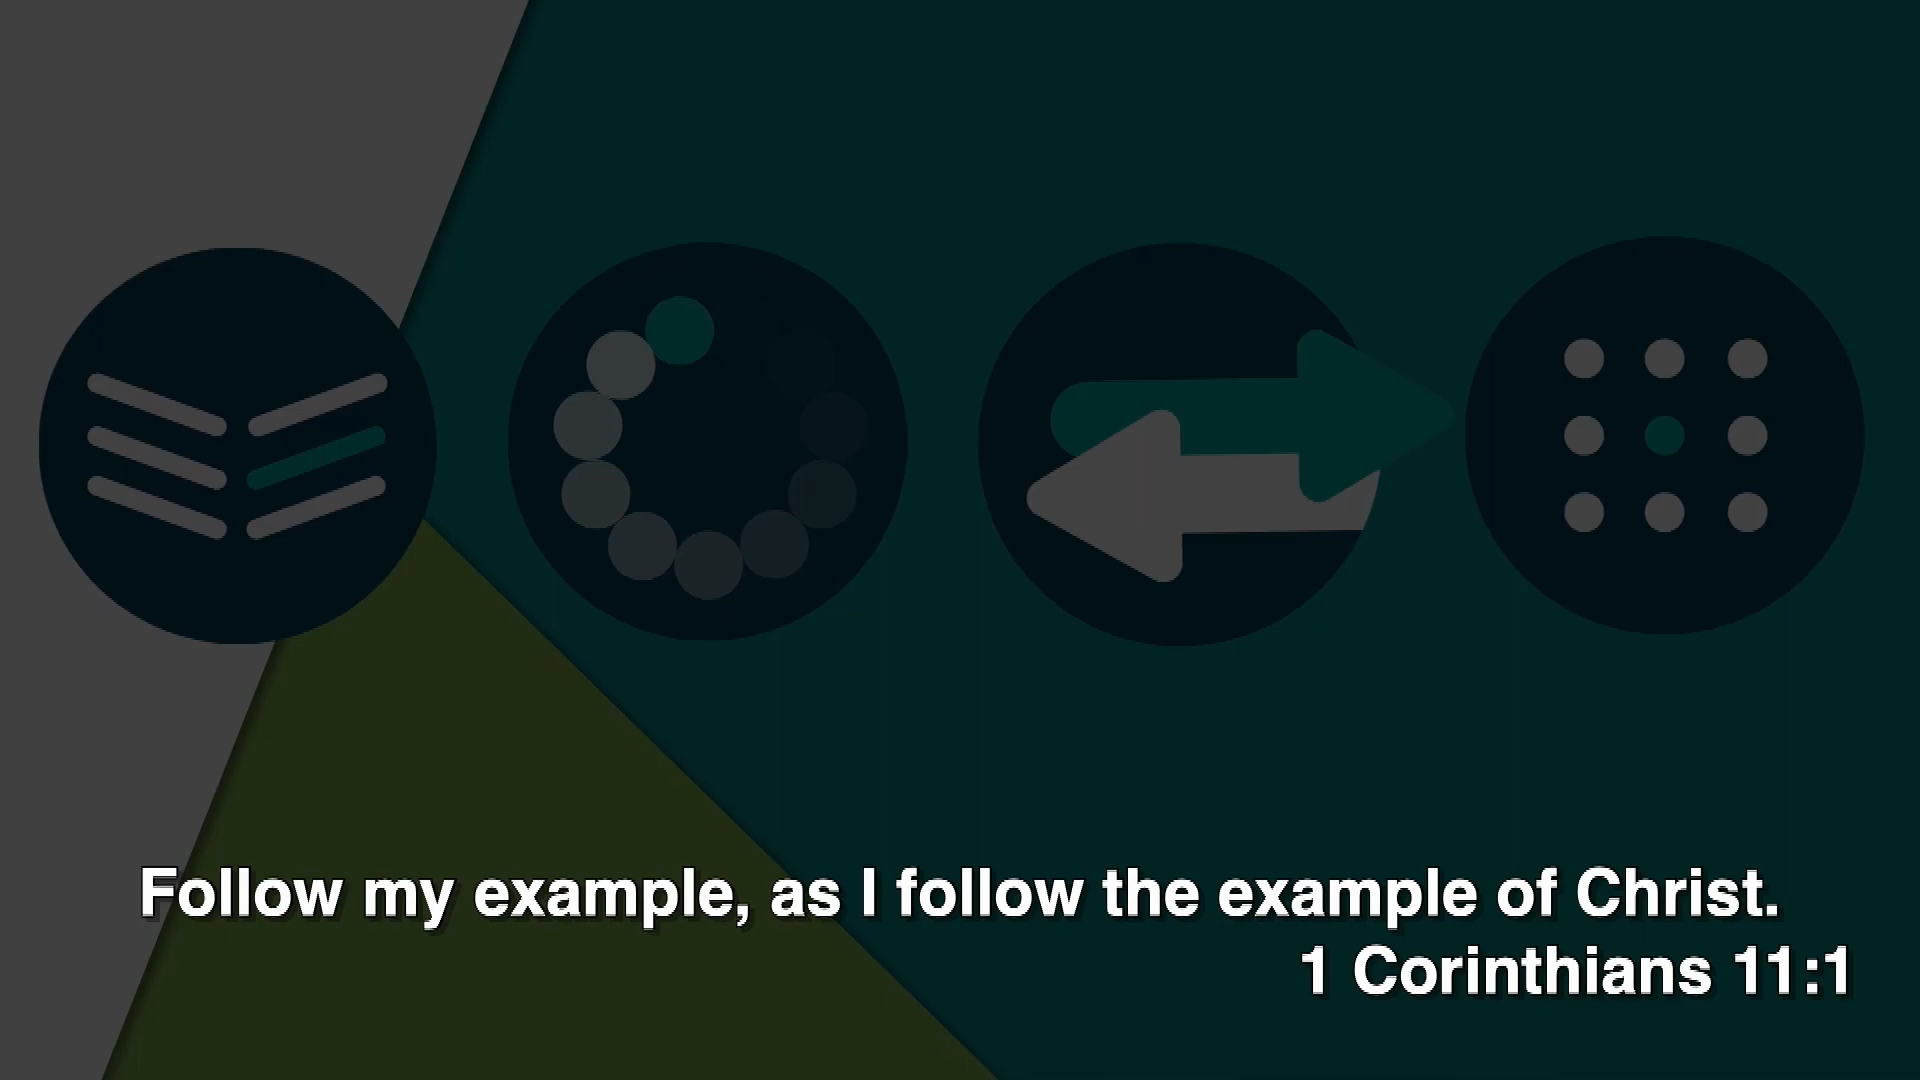 Follow my example, as I follow the example of Christ.
1 Corinthians 11:1